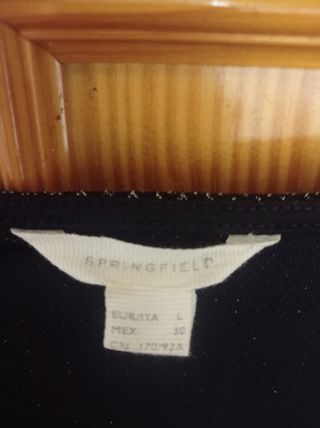 SPRINGFIELD
EUR/ITA L
MEX 30
CN 170/92A